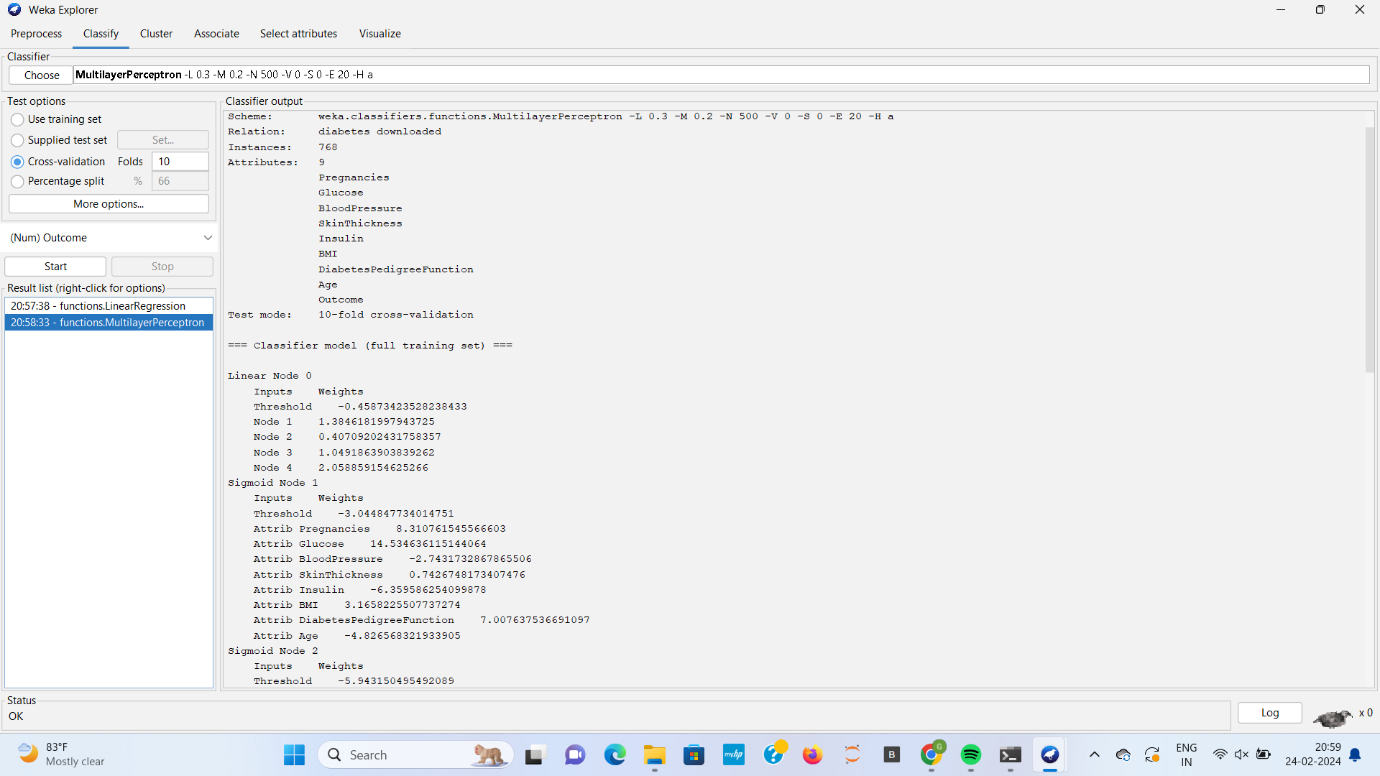 Weka Explorer
Preprocess Classify Cluster Associate Select attributes Visualize
Classifier
Choose MultilayerPerceptron -L 0.3 -M 0.2 -N 500 -V 0 -S 0 -E 20 -H a
Test options
Use training set
Supplied test set Set...
Cross-validation Folds 10
Percentage split % 66
More options...
(Num) Outcome
Start Stop
Result list (right-click for options)
20:57:38 - functions.LinearRegression
20:58:33 - functions.MultilayerPerceptron
Classifier output
Scheme: weka.classifiers.functions.MultilayerPerceptron -L 0.3 -M 0.2 -N 500 -V 0 -S 0 -E 20 -H a
Relation: diabetes downloaded
Instances: 768
Attributes: 9
Pregnancies
Glucose
BloodPressure
SkinThickness
Insulin
BMI
DiabetesPedigreeFunction
Age
Outcome
Test mode: 10-fold cross-validation
=== Classifier model (full training set) ===
Linear Node 0
Inputs Weights
Threshold -0.45873423528238433
Node 1 1.3846181997943725
Node 2 0.40709202431758357
Node 3 1.0491863903839262
Node 4 2.058859154625266
Sigmoid Node 1
Inputs Weights
Threshold -3.044847734014751
Attrib Pregnancies 8.310761545566603
Attrib Glucose 14.534636115144064
Attrib BloodPressure -2.7431732867865506
Attrib SkinThickness 0.7426748173407476
Attrib Insulin -6.359586254099878
Attrib BMI 3.1658225507737274
Attrib DiabetesPedigreeFunction 7.007637536691097
Attrib Age -4.826568321933905
Sigmoid Node 2
Inputs Weights
Threshold -5.943150495492089
Status
OK
Log x 0
83°F
Mostly clear
Search
myhp
B
G
ENG
IN
20:59
24-02-2024